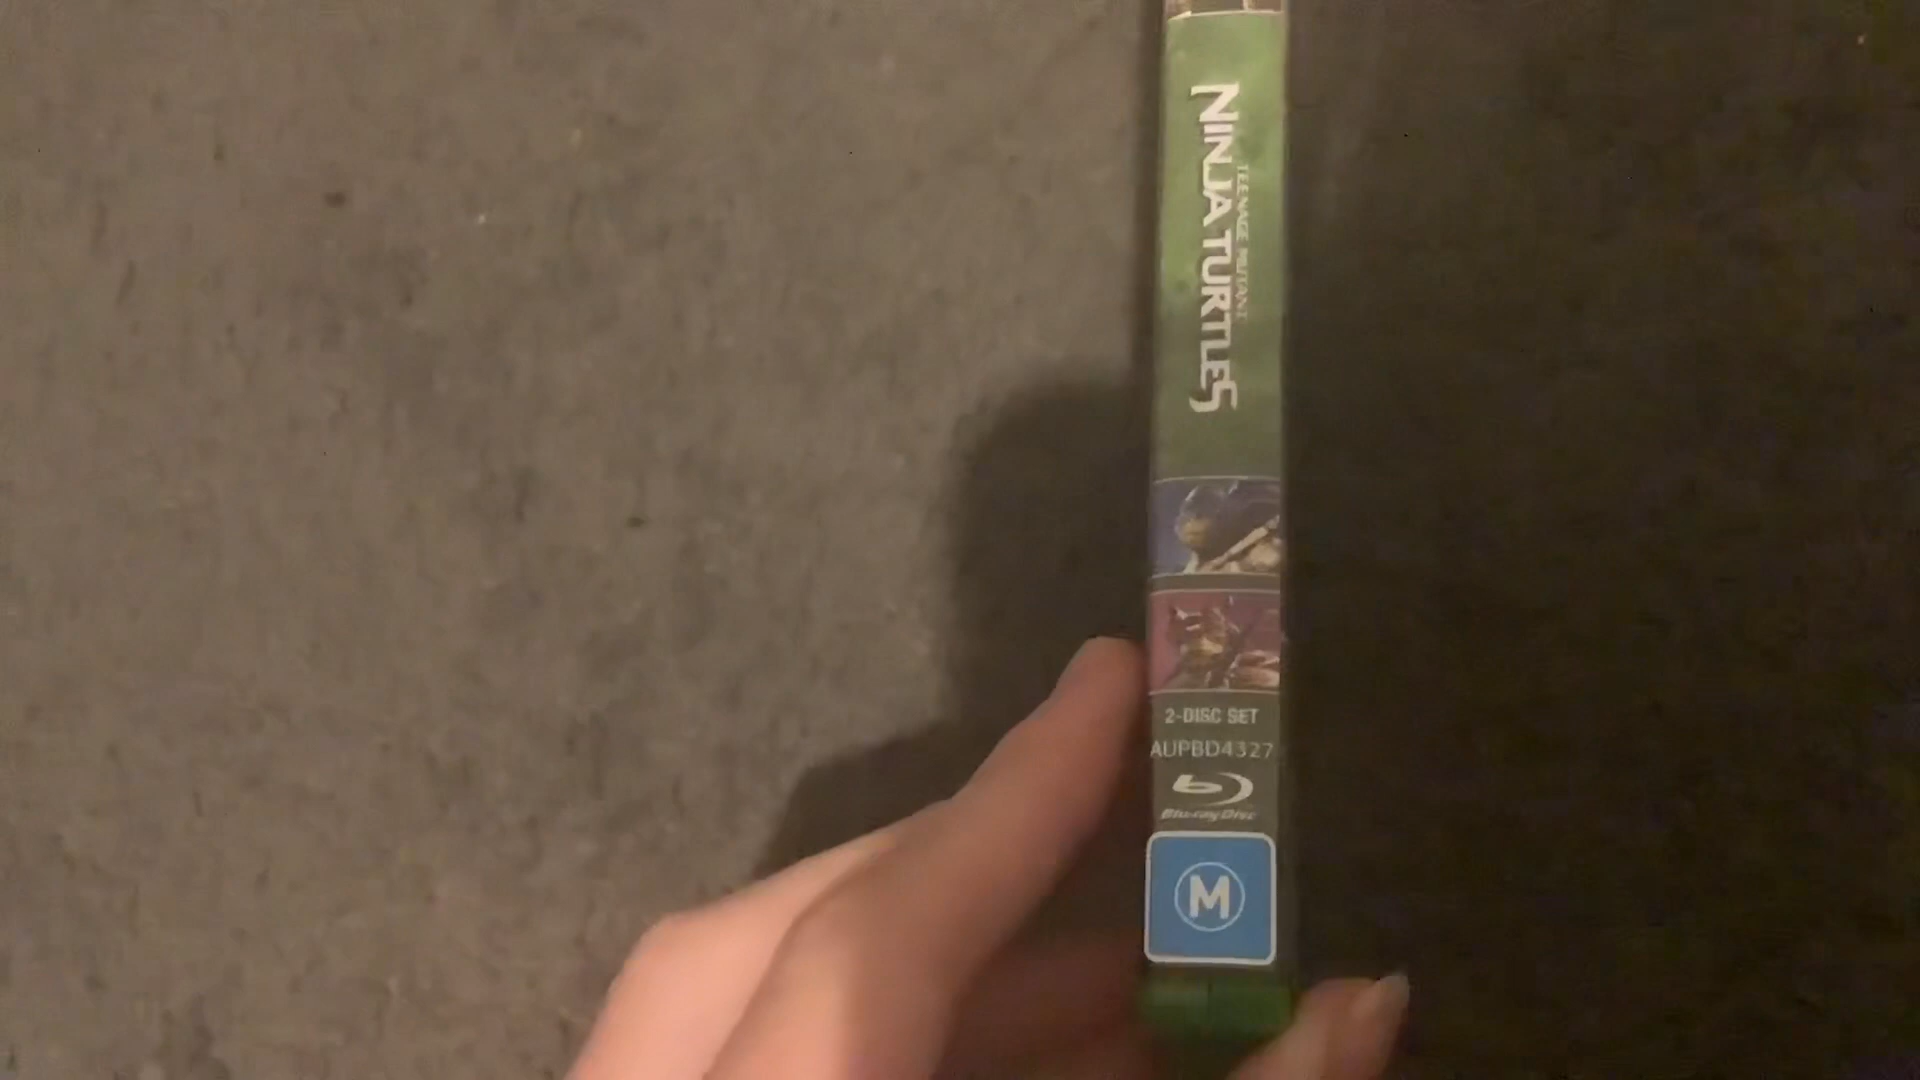 TEENAGE MUTANT
NINJA TURTLES
2-DISC SET
AUPBD4327
Blu-ray Disc
M